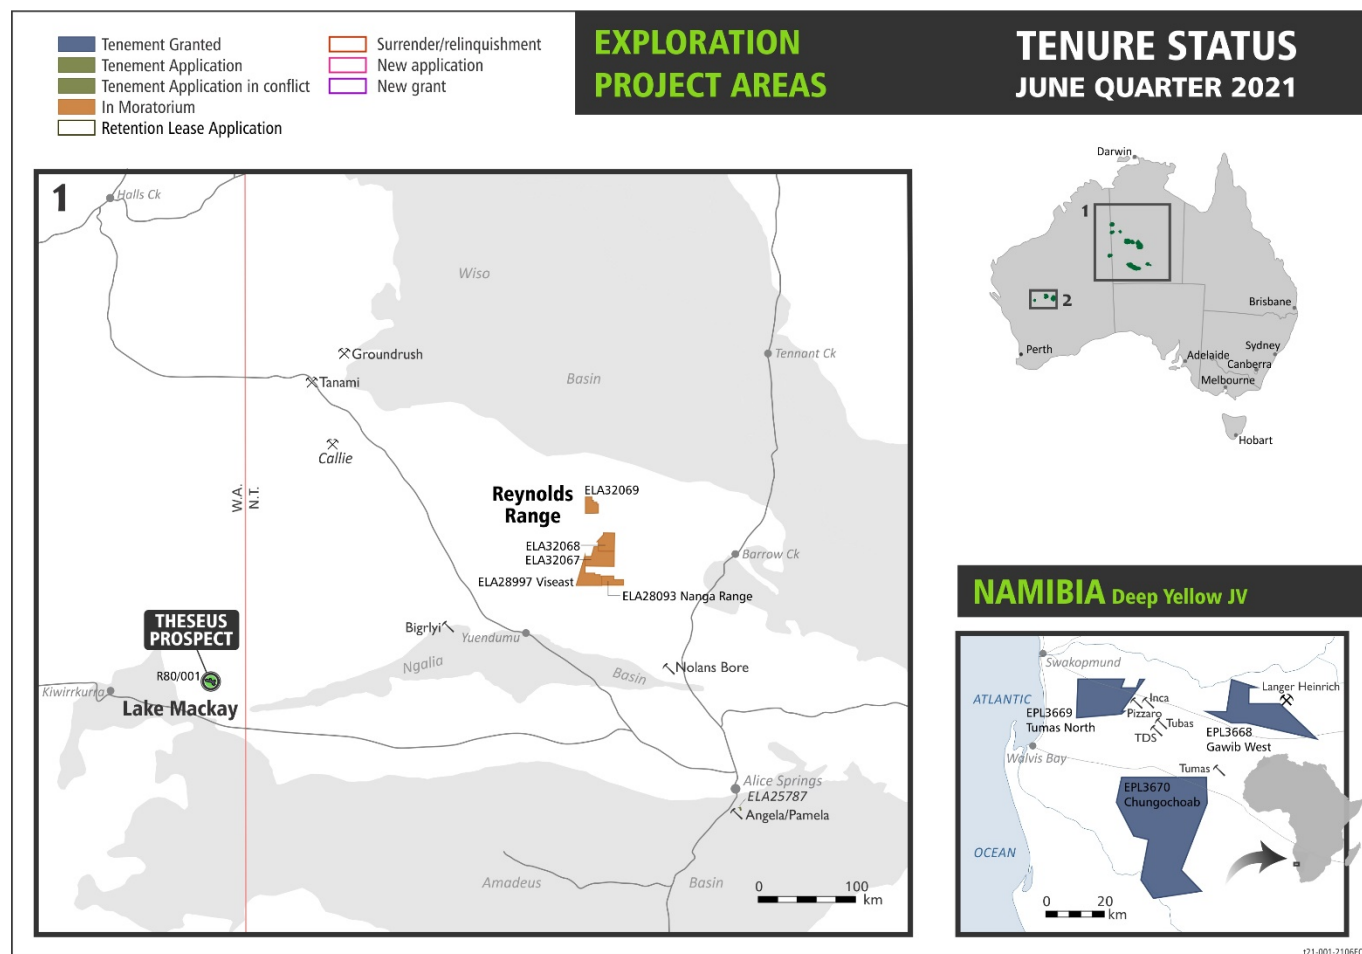 Tenement Granted
Tenement Application
Tenement Application in conflict
In Moratorium
Retention Lease Application
Surrender/relinquishment
New application
New grant
EXPLORATION
PROJECT AREAS
TENURE STATUS
JUNE QUARTER 2021
1
Halls Ck
Wiso
Groundrush
Tennant Ck
Tanami
Basin
Callie
W.A.
N.T.
Reynolds
Range
ELA32069
ELA32068
ELA32067
ELA28997 Viseast
ELA28093 Nanga Range
Barrow Ck
THESEUS
PROSPECT
R80/001
Kiwirrkurra
Lake Mackay
Bigrlyi
Yuendumu
Ngalia
Basin
Nolans Bore
Alice Springs
ELA25787
Angela/Pamela
Amadeus
Basin
0 100
km
Darwin
1
2
Brisbane
Perth
Sydney
Adelaide
Canberra
Melbourne
Hobart
NAMIBIA Deep Yellow JV
Swakopmund
ATLANTIC
EPL3669
Tumas North
Inca
Pizzaro
Tubas
TDS
Langer Heinrich
EPL3668
Gawib West
Walvis Bay
Tumas
EPL3670
Chungochoab
OCEAN
0 20
km